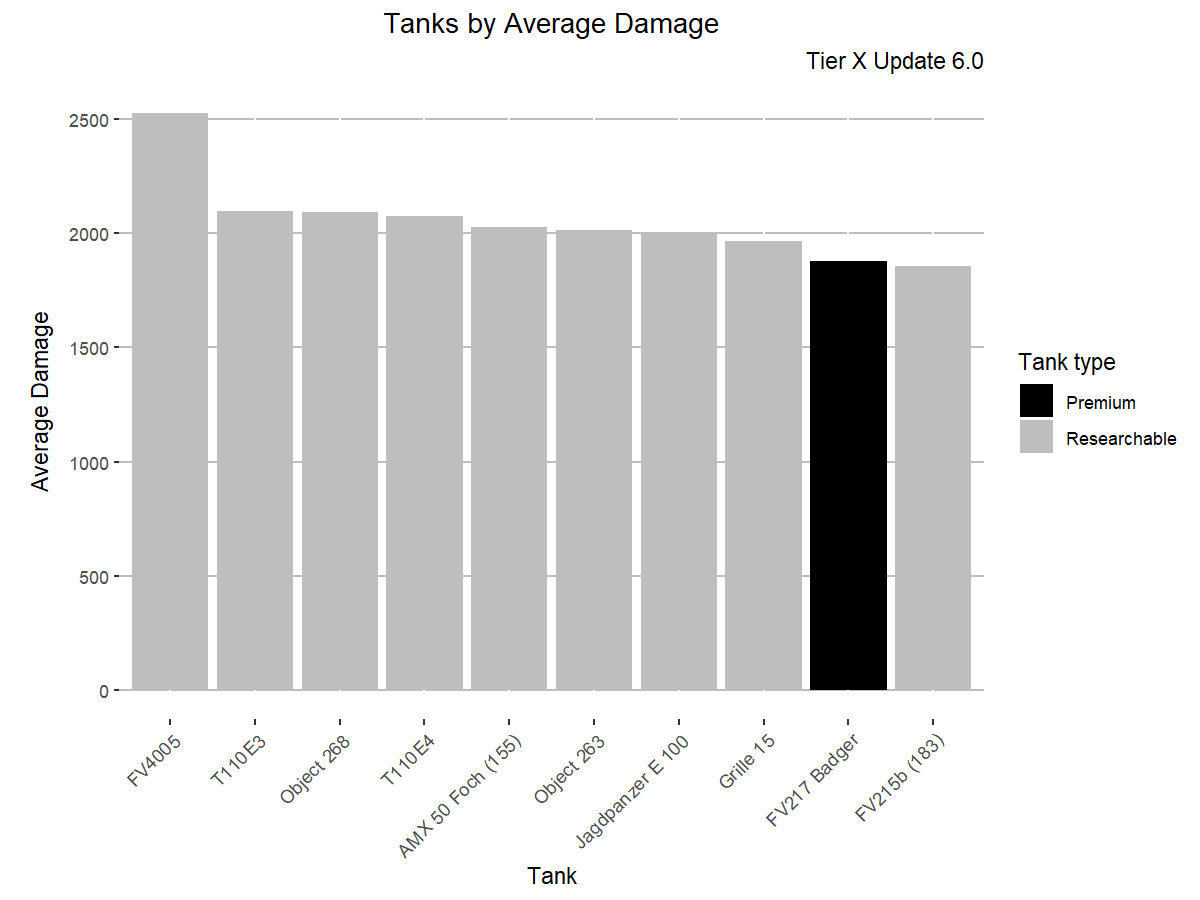 Tanks by Average Damage
Tier X Update 6.0
Average Damage
2500
2000
1500
1000
500
0
FV4005
T110E3
Object 268
T110E4
AMX 50 Foch (155)
Object 263
Jagdpanzer E 100
Grille 15
FV217 Badger
FV215b (183)
Tank
Tank type
Premium
Researchable